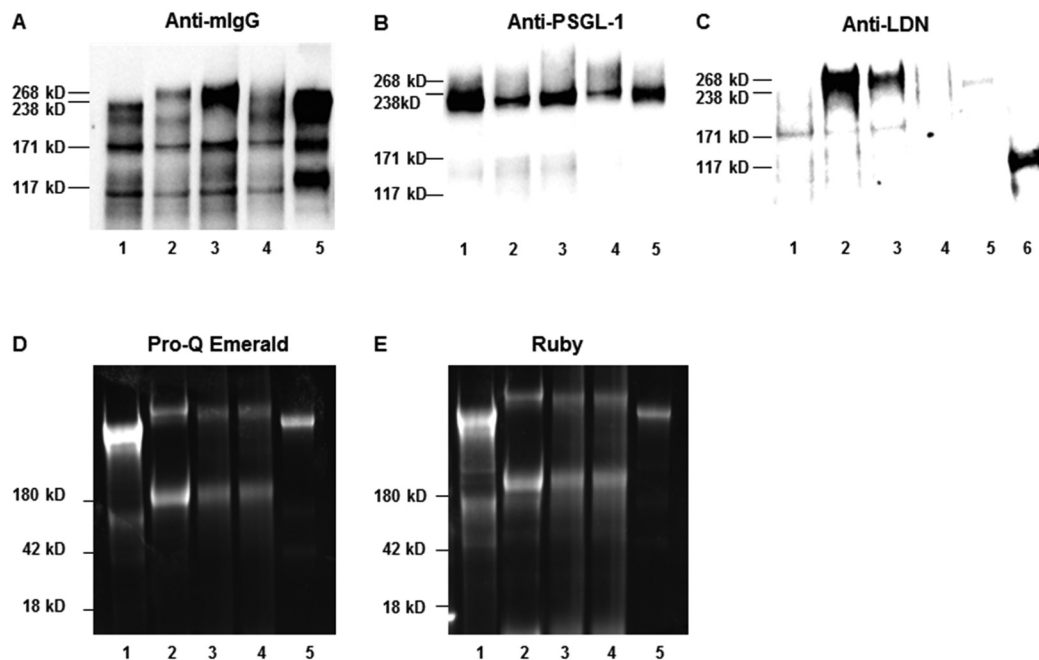 A
Anti-mIgG
268 kD
238 kD
171 kD
117 kD
1 2 3 4 5
B
Anti-PSGL-1
268 kD
238kD
171 kD
117 kD
1 2 3 4 5
C
Anti-LDN
268 kD
238 kD
171 kD
117 kD
1 2 3 4 5 6
D
Pro-Q Emerald
180 kD
42 kD
18 kD
1 2 3 4 5
E
Ruby
180 kD
42 kD
18 kD
1 2 3 4 5